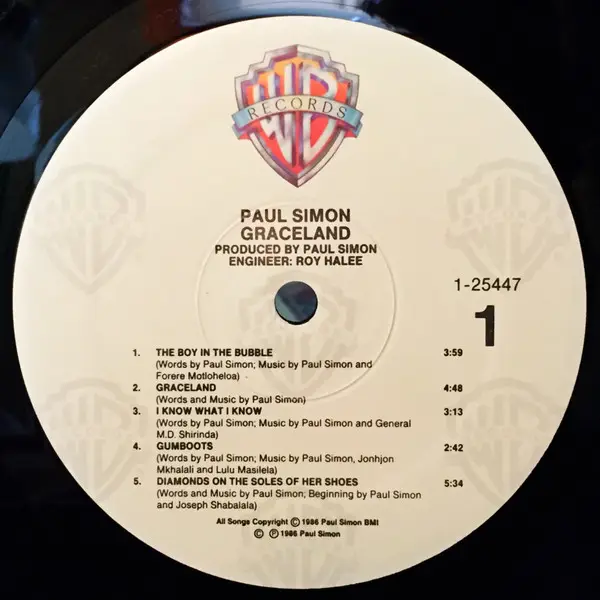 WB
RECORDS
PAUL SIMON
GRACELAND
PRODUCED BY PAUL SIMON
ENGINEER: ROY HALEE
1-25447
1
1. THE BOY IN THE BUBBLE 3:59
(Words by Paul Simon; Music by Paul Simon and
Forere Motloheloa)
2. GRACELAND 4:48
(Words and Music by Paul Simon)
3. I KNOW WHAT I KNOW 3:13
(Words by Paul Simon; Music by Paul Simon and General
M.D. Shirinda)
4. GUMBOOTS 2:42
(Words by Paul Simon; Music by Paul Simon, Jonhjon
Mkhalali and Lulu Masilela)
5. DIAMONDS ON THE SOLES OF HER SHOES 5:34
(Words and Music by Paul Simon; Beginning by Paul Simon
and Joseph Shabalala)
All Songs Copyright ©1986 Paul Simon BMI
© ℗ 1986 Paul Simon